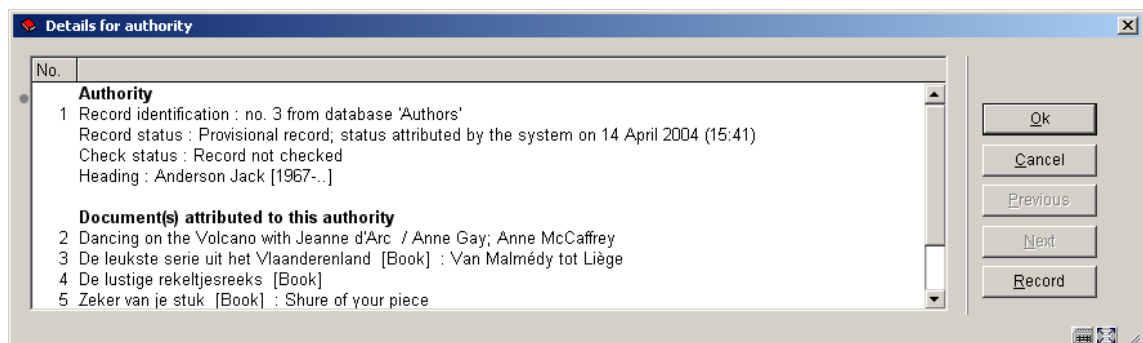 Details for authority
No.
Authority
1 Record identification : no. 3 from database 'Authors'
Record status : Provisional record; status attributed by the system on 14 April 2004 (15:41)
Check status : Record not checked
Heading : Anderson Jack [1967-..]
Document(s) attributed to this authority
2 Dancing on the Volcano with Jeanne d'Arc / Anne Gay; Anne McCaffrey
3 De leukste serie uit het Vlaanderenland [Book] : Van Malmédy tot Liège
4 De lustige rekeltjesreeks [Book]
5 Zeker van je stuk [Book] : Shure of your piece
Ok
Cancel
Previous
Next
Record